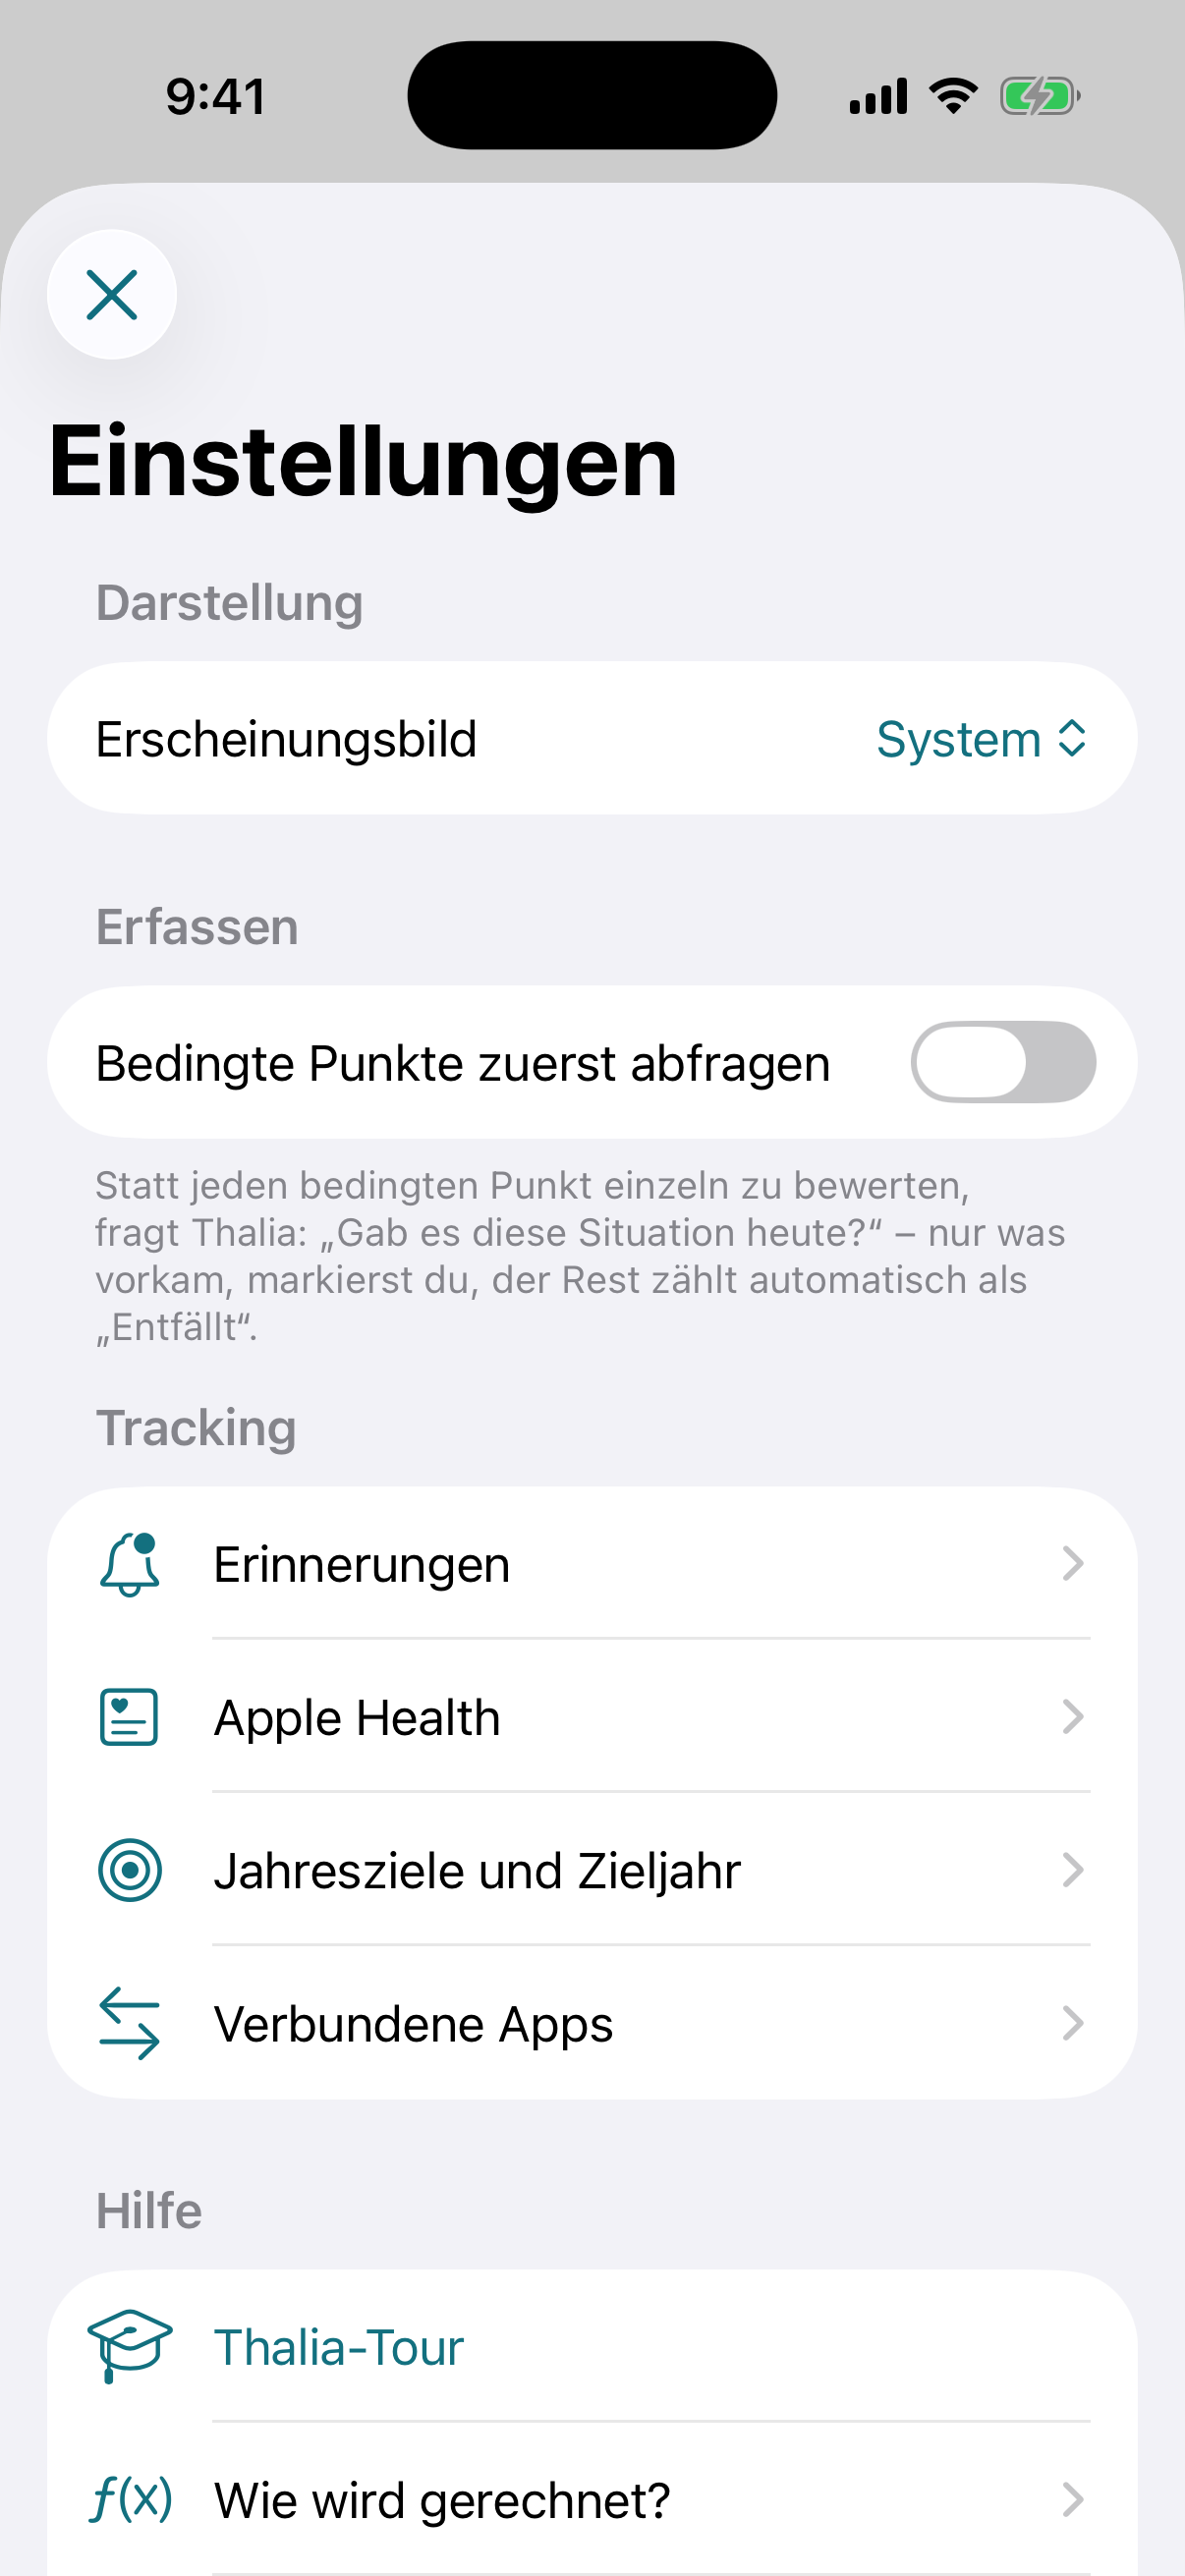 9:41
Einstellungen
Darstellung
Erscheinungsbild System
Erfassen
Bedingte Punkte zuerst abfragen
Statt jeden bedingten Punkt einzeln zu bewerten,
fragt Thalia: „Gab es diese Situation heute?“ – nur was
vorkam, markierst du, der Rest zählt automatisch als
„Entfällt“.
Tracking
Erinnerungen
Apple Health
Jahresziele und Zieljahr
Verbundene Apps
Hilfe
Thalia-Tour
f(x) Wie wird gerechnet?